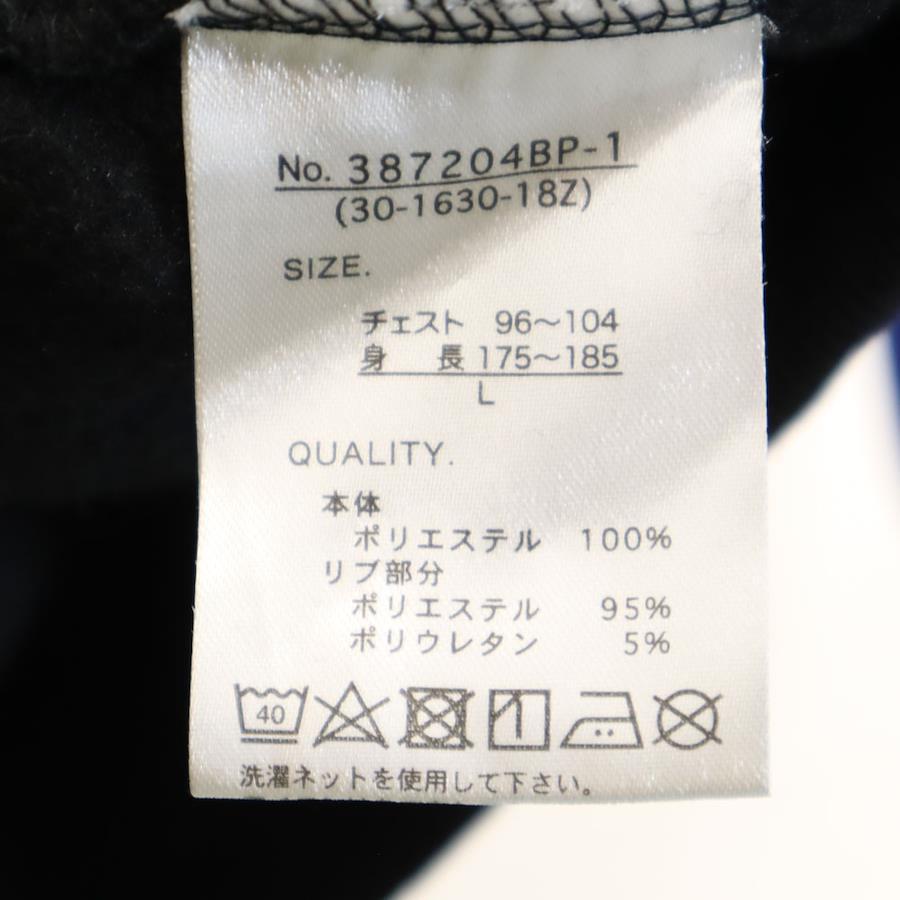 No. 387204BP-1
(30-1630-18Z)
SIZE.
チェスト 96～104
身 長 175～185
L
QUALITY.
本体
ポリエステル 100%
リブ部分
ポリエステル 95%
ポリウレタン 5%
40
洗濯ネットを使用して下さい。